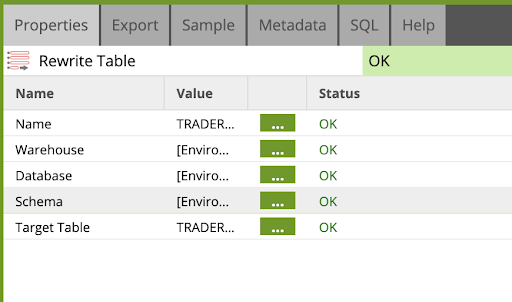 Properties Export Sample Metadata SQL Help
Rewrite Table OK
Name Value Status
Name TRADER... ... OK
Warehouse [Enviro... ... OK
Database [Enviro... ... OK
Schema [Enviro... ... OK
Target Table TRADER... ... OK